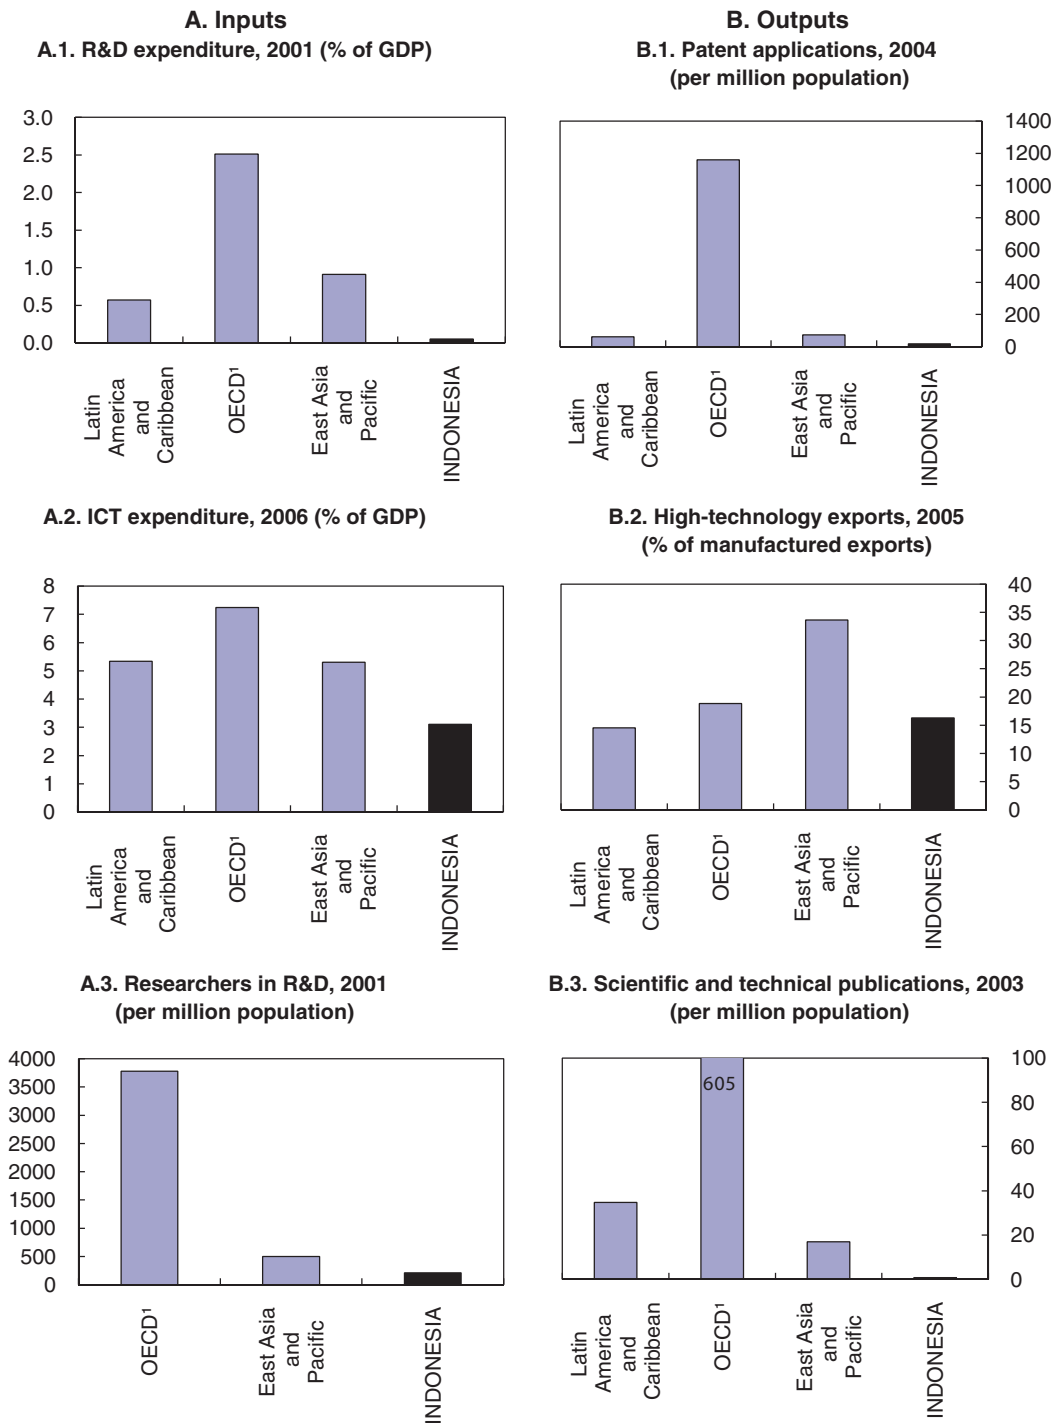 A. Inputs
A.1. R&D expenditure, 2001 (% of GDP)
3.0
2.5
2.0
1.5
1.0
0.5
0.0
Latin
America
and
Caribbean
OECD¹
East Asia
and
Pacific
INDONESIA
B. Outputs
B.1. Patent applications, 2004
(per million population)
1400
1200
1000
800
600
400
200
0
Latin
America
and
Caribbean
OECD¹
East Asia
and
Pacific
INDONESIA
A.2. ICT expenditure, 2006 (% of GDP)
8
7
6
5
4
3
2
1
0
Latin
America
and
Caribbean
OECD¹
East Asia
and
Pacific
INDONESIA
B.2. High-technology exports, 2005
(% of manufactured exports)
40
35
30
25
20
15
10
5
0
Latin
America
and
Caribbean
OECD¹
East Asia
and
Pacific
INDONESIA
A.3. Researchers in R&D, 2001
(per million population)
4000
3500
3000
2500
2000
1500
1000
500
0
OECD¹
East Asia
and
Pacific
INDONESIA
B.3. Scientific and technical publications, 2003
(per million population)
605
100
80
60
40
20
0
Latin
America
and
Caribbean
OECD¹
East Asia
and
Pacific
INDONESIA